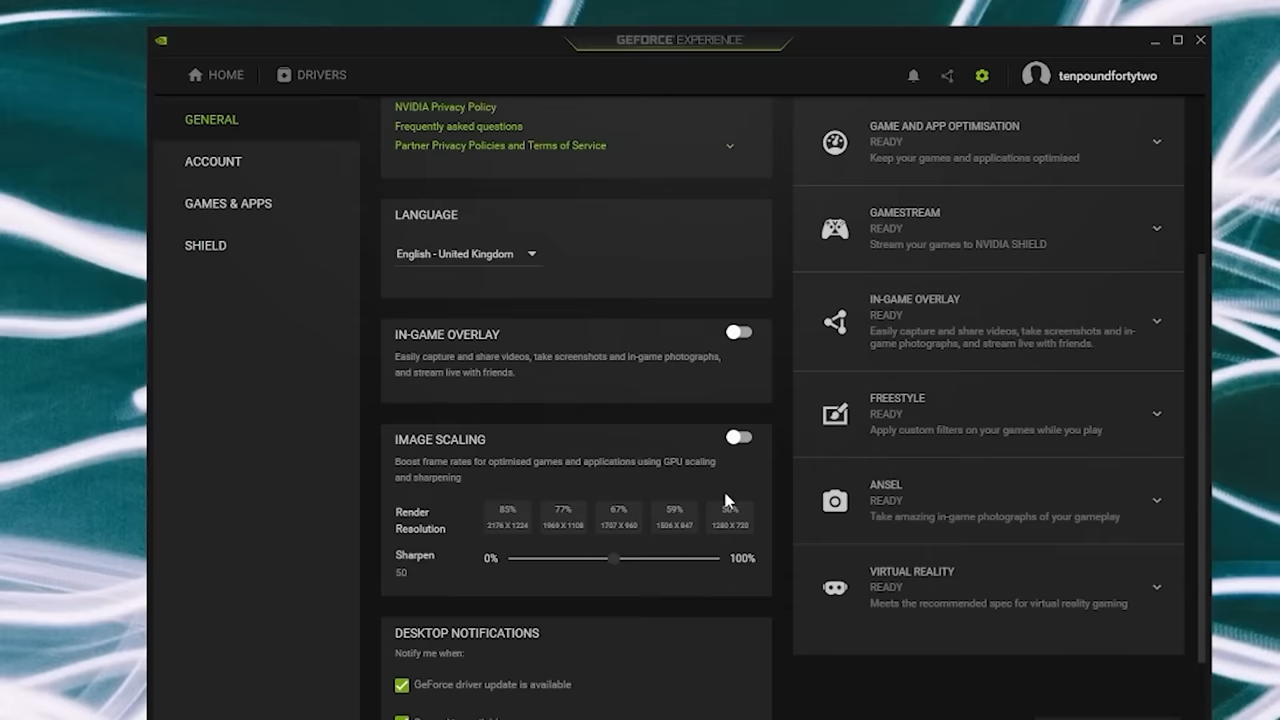 GEFORCE EXPERIENCE
HOME
DRIVERS
tenpoundfortytwo
GENERAL
ACCOUNT
GAMES & APPS
SHIELD
NVIDIA Privacy Policy
Frequently asked questions
Partner Privacy Policies and Terms of Service
LANGUAGE
English - United Kingdom
IN-GAME OVERLAY
Easily capture and share videos, take screenshots and in-game photographs,
and stream live with friends.
IMAGE SCALING
Boost frame rates for optimised games and applications using GPU scaling
and sharpening
Render
Resolution
85%
2176 X 1224
77%
1969 X 1108
67%
1707 X 960
59%
1506 X 847
50%
1280 X 720
Sharpen
50
0%
100%
DESKTOP NOTIFICATIONS
Notify me when:
GeForce driver update is available
GAME AND APP OPTIMISATION
READY
Keep your games and applications optimised
GAMESTREAM
READY
Stream your games to NVIDIA SHIELD
IN-GAME OVERLAY
READY
Easily capture and share videos, take screenshots and in-
game photographs, and stream live with friends.
FREESTYLE
READY
Apply custom filters on your games while you play
ANSEL
READY
Take amazing in-game photographs of your gameplay
VIRTUAL REALITY
READY
Meets the recommended spec for virtual reality gaming